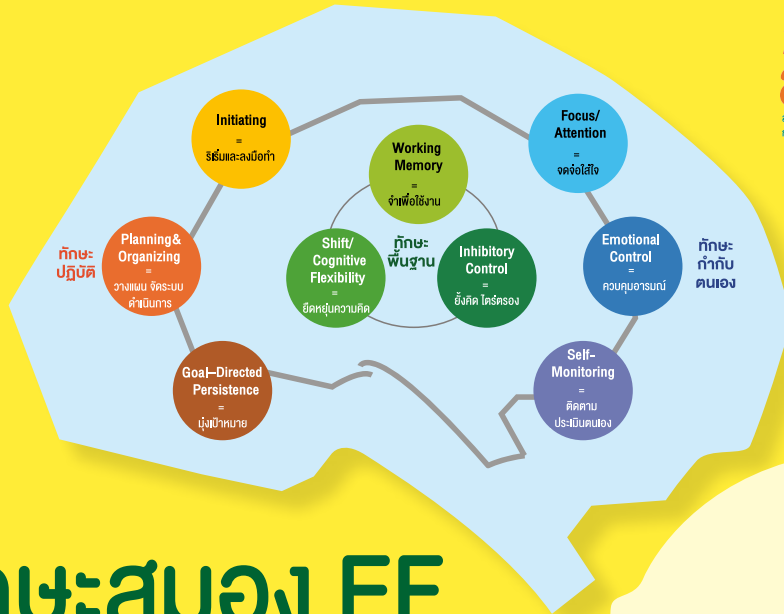 Initiating
=
ริเริ่มและลงมือทำ
Focus/
Attention
=
จดจ่อใส่ใจ
Working
Memory
=
จำเพื่อใช้งาน
ทักษะ
ปฏิบัติ
Planning&
Organizing
=
วางแผน จัดระบบ
ดำเนินการ
Shift/
Cognitive
Flexibility
=
ยืดหยุ่นความคิด
ทักษะ
พื้นฐาน
Inhibitory
Control
=
ยั้งคิด ไตร่ตรอง
Emotional
Control
=
ควบคุมอารมณ์
ทักษะ
กำกับ
ตนเอง
Goal–Directed
Persistence
=
มุ่งเป้าหมาย
Self-
Monitoring
=
ติดตาม
ประเมินตนเอง
กษะสมอง EF